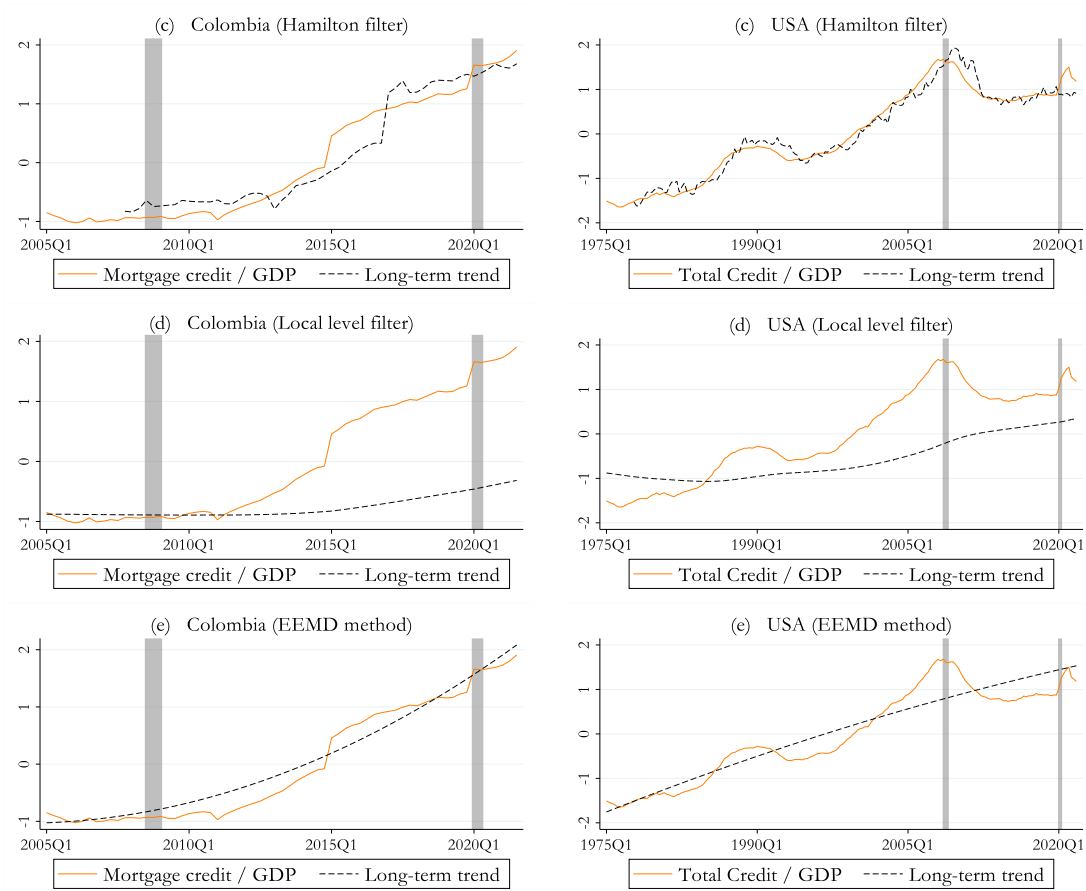 (c) Colombia (Hamilton filter)
2
1
0
-1
2005Q1 2010Q1 2015Q1 2020Q1
Mortgage credit / GDP Long-term trend
(c) USA (Hamilton filter)
2
1
0
-1
-2
1975Q1 1990Q1 2005Q1 2020Q1
Total Credit / GDP Long-term trend
(d) Colombia (Local level filter)
2
1
0
-1
2005Q1 2010Q1 2015Q1 2020Q1
Mortgage credit / GDP Long-term trend
(d) USA (Local level filter)
2
1
0
-1
-2
1975Q1 1990Q1 2005Q1 2020Q1
Total Credit / GDP Long-term trend
(e) Colombia (EEMD method)
2
1
0
-1
2005Q1 2010Q1 2015Q1 2020Q1
Mortgage credit / GDP Long-term trend
(e) USA (EEMD method)
2
1
0
-1
-2
1975Q1 1990Q1 2005Q1 2020Q1
Total Credit / GDP Long-term trend